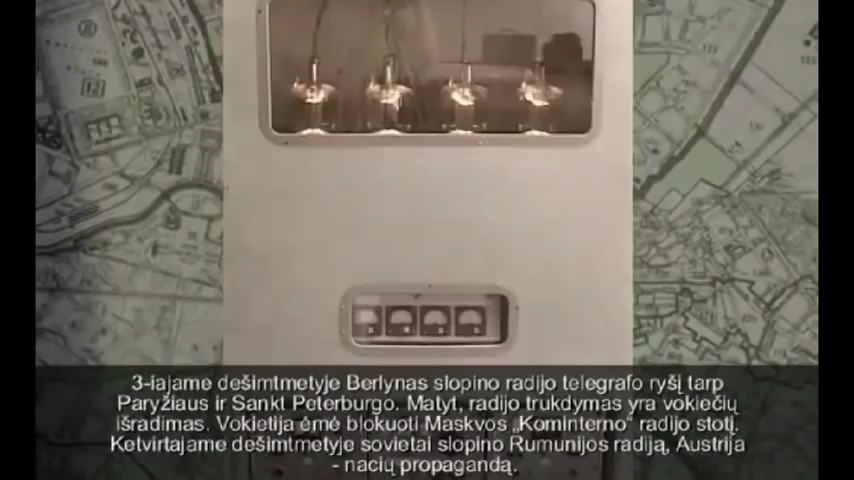 3-iajame dešimtmetyje Berlynas slopino radijo telegrafo ryšį tarp
Paryžiaus ir Sankt Peterburgo. Matyt, radijo trukdymas yra vokiečių
išradimas. Vokietija ėmė blokuoti Maskvos „Kominterno“ radijo stotį.
Ketvirtajame dešimtmetyje sovietai slopino Rumunijos radiją, Austrija
- nacių propagandą.